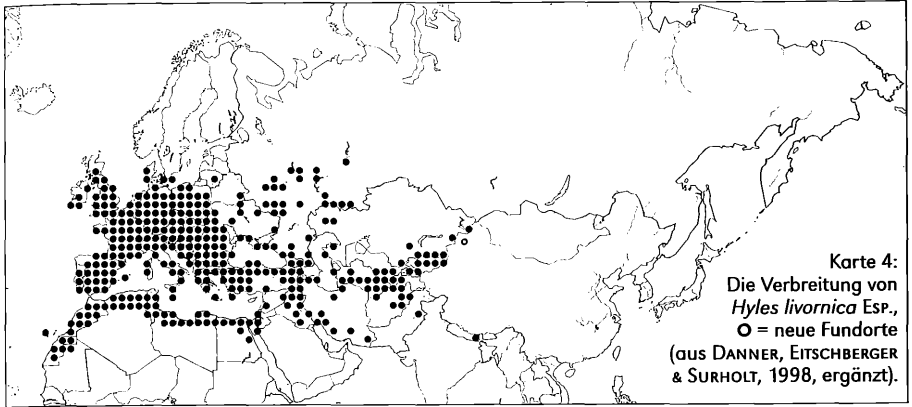 Karte 4:
Die Verbreitung von
Hyles livornica ESP.,
O = neue Fundorte
(aus DANNER, EITSCHBERGER
& SURHOLT, 1998, ergänzt).